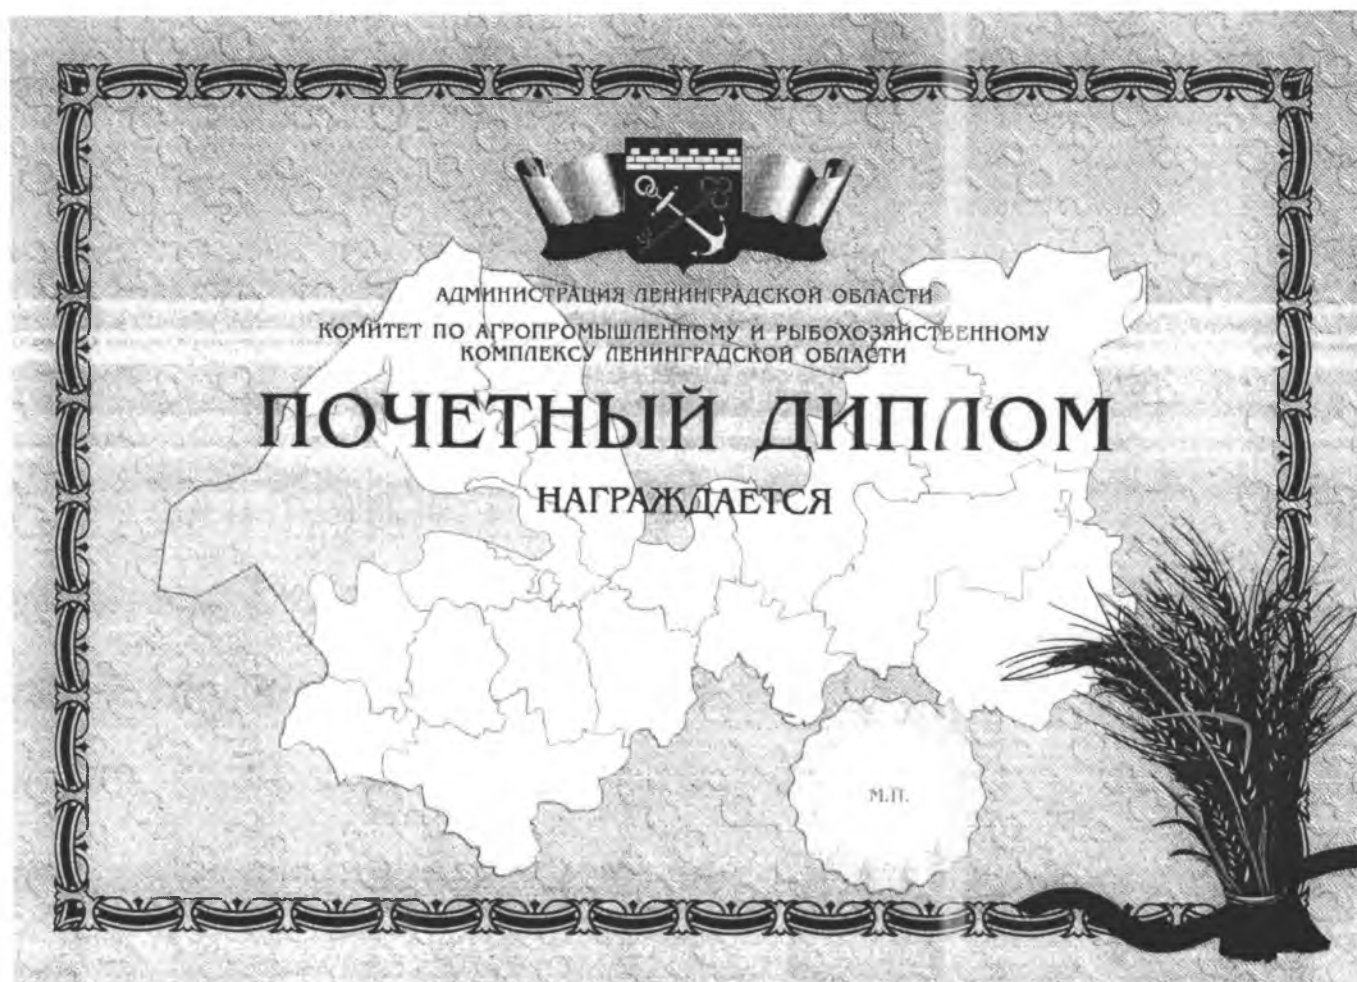 АДМИНИСТРАЦИЯ ЛЕНИНГРАДСКОЙ ОБЛАСТИ
КОМИТЕТ ПО АГРОПРОМЫШЛЕННОМУ И РЫБОХОЗЯЙСТВЕННОМУ
КОМПЛЕКСУ ЛЕНИНГРАДСКОЙ ОБЛАСТИ
ПОЧЕТНЫЙ ДИПЛОМ
НАГРАЖДАЕТСЯ
М.П.